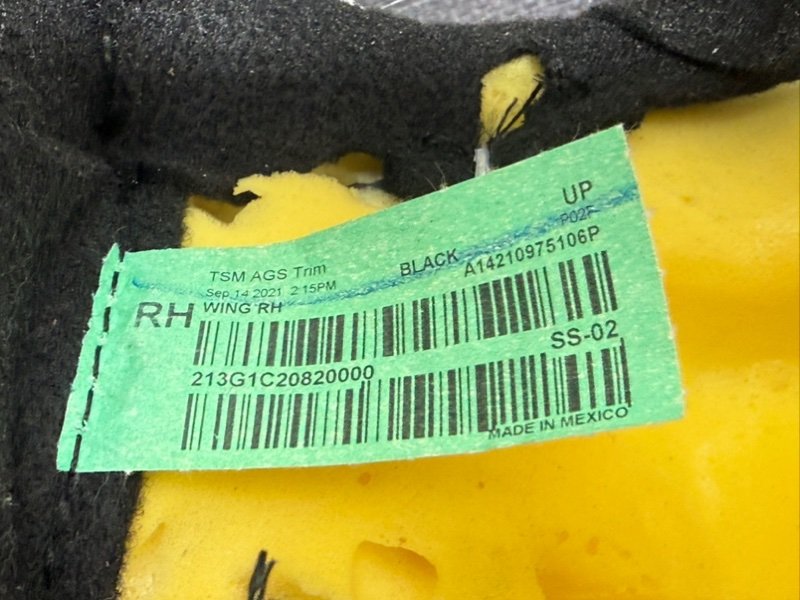 UP
P02F
TSM AGS Trim BLACK A14210975106P
Sep 14 2021 2:15PM
RH WING RH
SS-02
213G1C20820000
MADE IN MEXICO